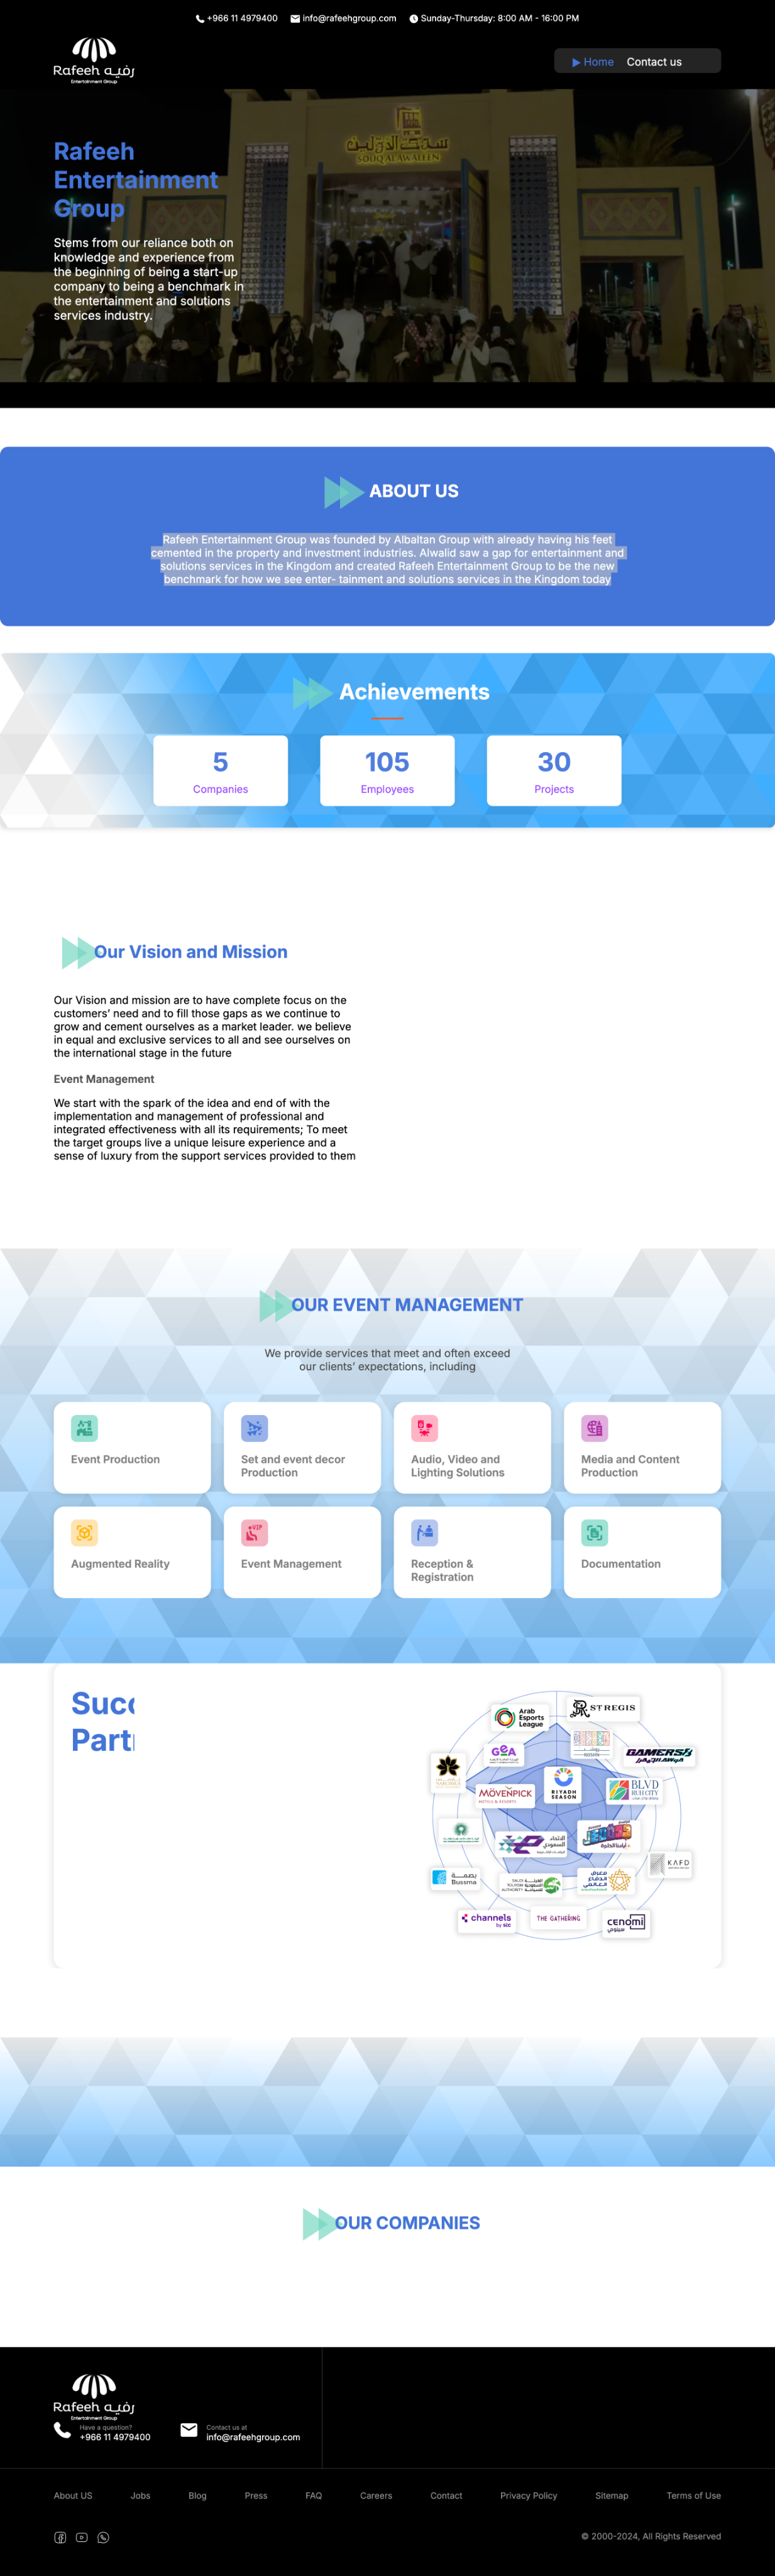 +966 11 4979400 info@rafeehgroup.com Sunday-Thursday: 8:00 AM - 16:00 PM
Rafeeh رفيه
Entertainment Group
Home Contact us
سوق الاولين
SOUQ ALAWALEEN
Rafeeh
Entertainment
Group
Stems from our reliance both on
knowledge and experience from
the beginning of being a start-up
company to being a benchmark in
the entertainment and solutions
services industry.
ABOUT US
Rafeeh Entertainment Group was founded by Albaltan Group with already having his feet
cemented in the property and investment industries. Alwalid saw a gap for entertainment and
solutions services in the Kingdom and created Rafeeh Entertainment Group to be the new
benchmark for how we see enter- tainment and solutions services in the Kingdom today
Achievements
5
Companies
105
Employees
30
Projects
Our Vision and Mission
Our Vision and mission are to have complete focus on the
customers’ need and to fill those gaps as we continue to
grow and cement ourselves as a market leader. we believe
in equal and exclusive services to all and see ourselves on
the international stage in the future
Event Management
We start with the spark of the idea and end of with the
implementation and management of professional and
integrated effectiveness with all its requirements; To meet
the target groups live a unique leisure experience and a
sense of luxury from the support services provided to them
OUR EVENT MANAGEMENT
We provide services that meet and often exceed
our clients’ expectations, including
Event Production
Set and event decor
Production
Audio, Video and
Lighting Solutions
Media and Content
Production
Augmented Reality
VIP
Event Management
Reception &
Registration
Documentation
Succ
Part
Arab
Esports
League
ST REGIS
GEA
GAMERS8
MÖVENPICK
HOTELS & RESORTS
RIYADH
SEASON
BLVD
RUH CITY
الاتحاد
السعودي
بصمة
Bussma
SAUDI
TOURISM
AUTHORITY
معرض
الدفاع
العالمي
KAFD
channels
by stc
THE GATHERING
cenomi
سينومي
OUR COMPANIES
Rafeeh رفيه
Entertainment Group
Have a question?
+966 11 4979400
Contact us at
info@rafeehgroup.com
About US Jobs Blog Press FAQ Careers Contact Privacy Policy Sitemap Terms of Use
© 2000-2024, All Rights Reserved